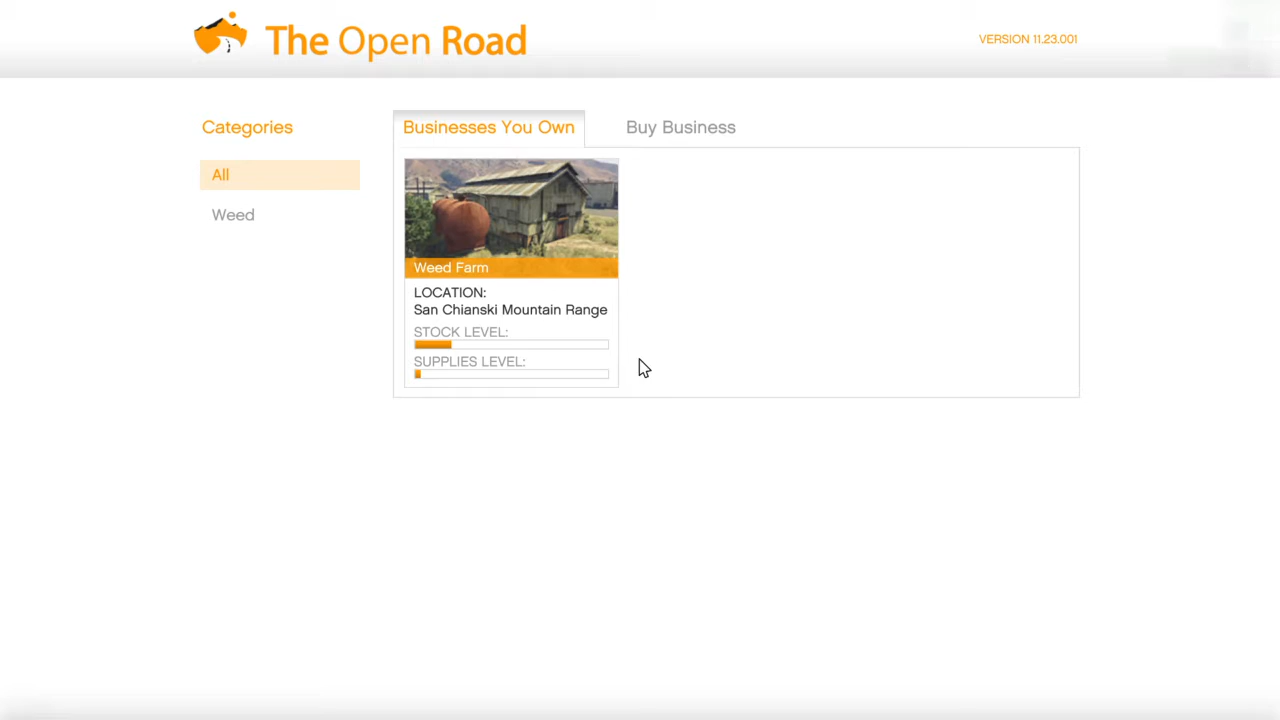 The Open Road
VERSION 11.23.001
Categories
All
Weed
Businesses You Own
Buy Business
Weed Farm
LOCATION:
San Chianski Mountain Range
STOCK LEVEL:
SUPPLIES LEVEL: